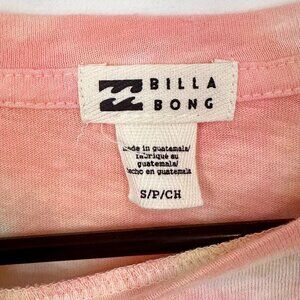 BILLA
BONG
made in guatemala/
fabriqué au
guatemala/
hecho en guatemala
S/P/CH